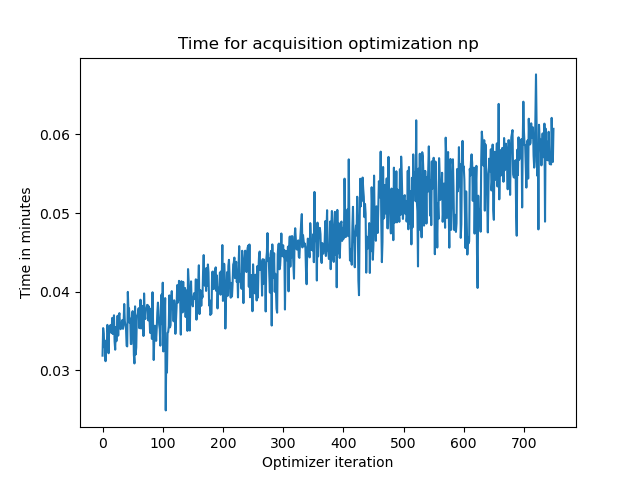 Time for acquisition optimization np
Time in minutes
0.06
0.05
0.04
0.03
0 100 200 300 400 500 600 700
Optimizer iteration